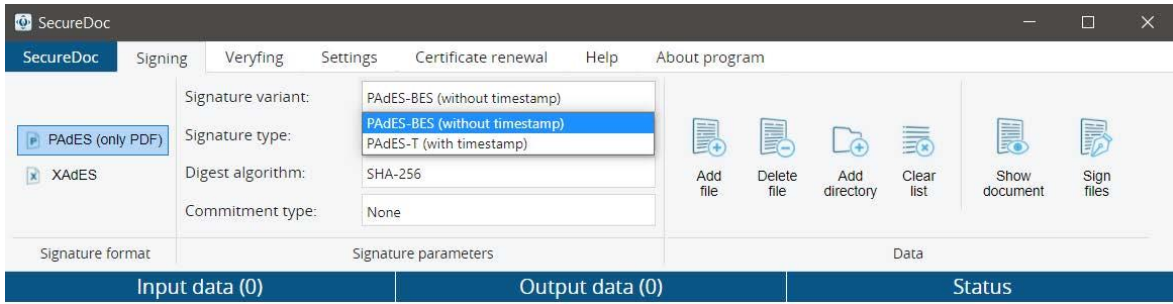 SecureDoc
SecureDoc Signing Veryfing Settings Certificate renewal Help About program
PAdES (only PDF)
XAdES
Signature format
Signature variant: PAdES-BES (without timestamp)
PAdES-BES (without timestamp)
Signature type:
PAdES-T (with timestamp)
Digest algorithm: SHA-256
Commitment type: None
Signature parameters
Add
file
Delete
file
Add
directory
Clear
list
Show
document
Sign
files
Data
Input data (0) Output data (0) Status